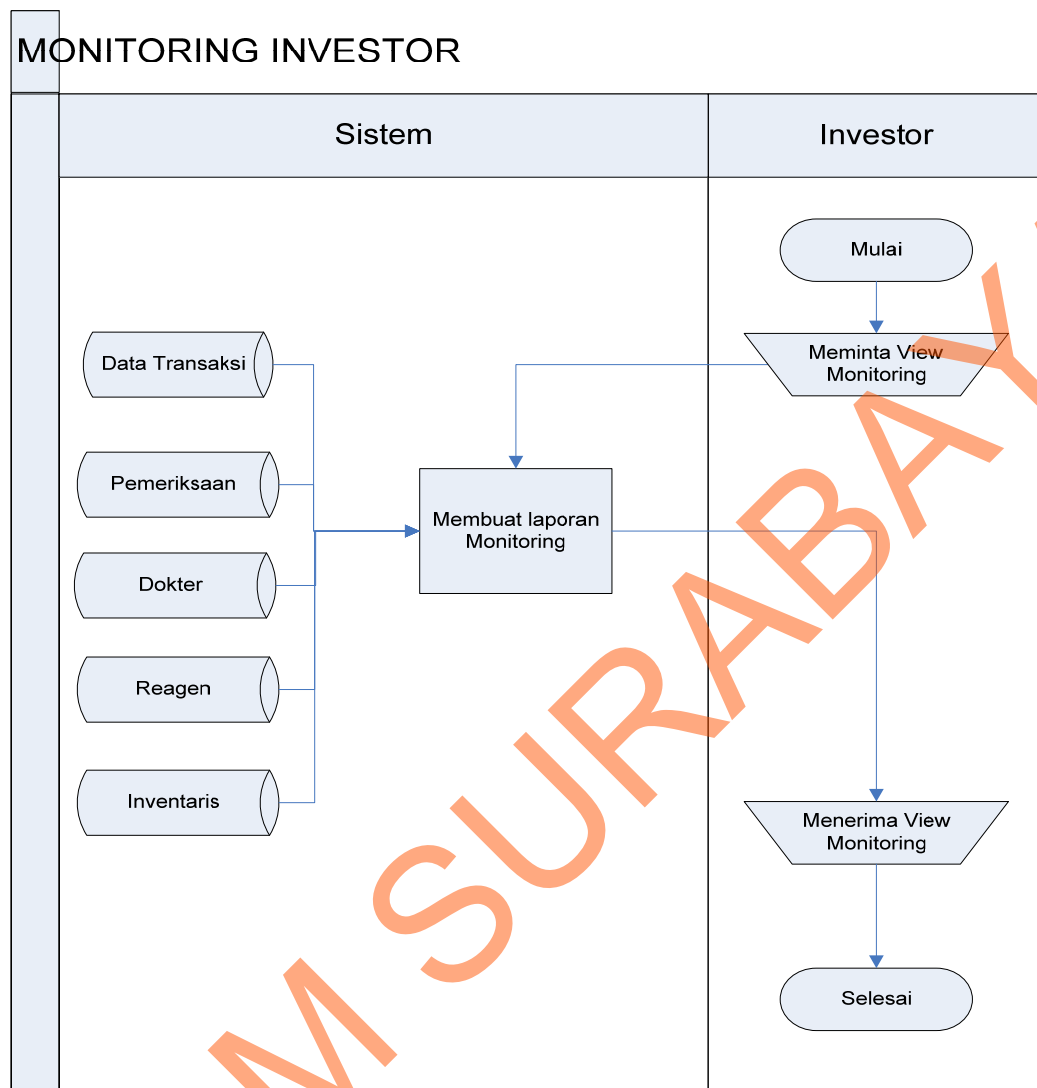 MONITORING INVESTOR
Sistem
Investor
Mulai
Data Transaksi
Meminta View
Monitoring
Pemeriksaan
Membuat laporan
Monitoring
Dokter
Reagen
Inventaris
Menerima View
Monitoring
Selesai
M SURABAY